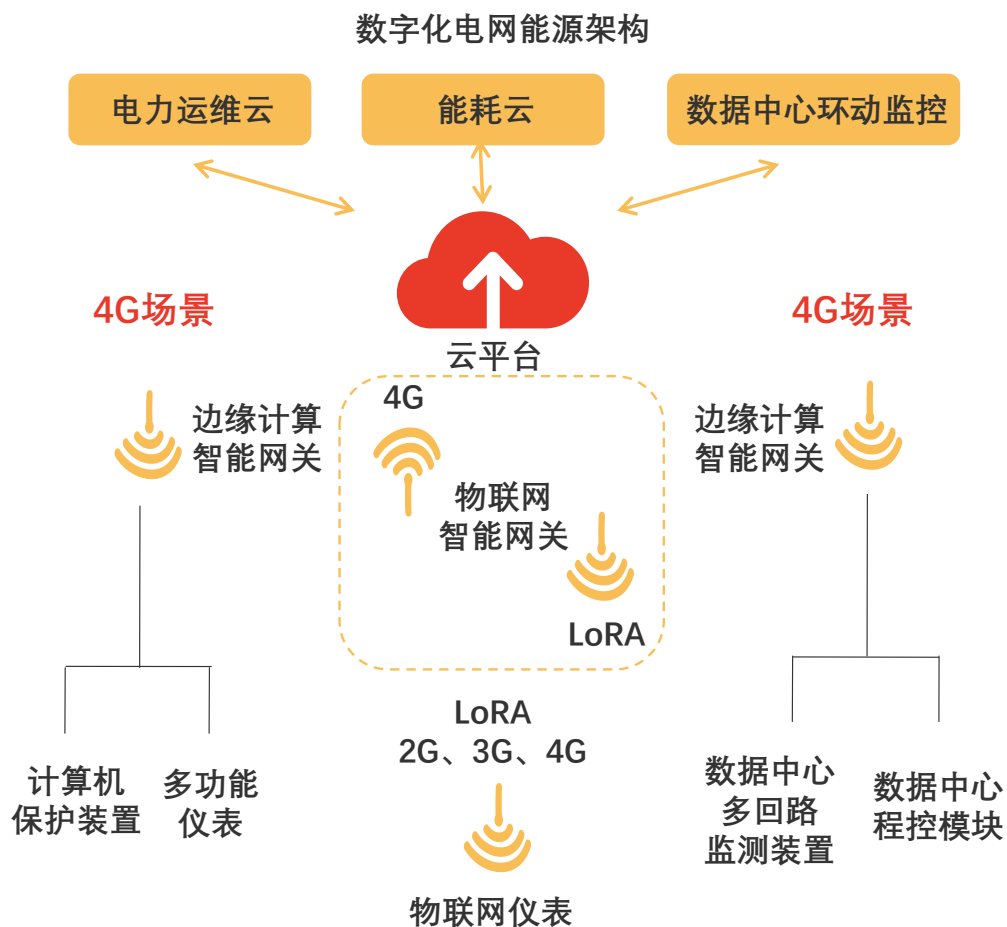 数字化电网能源架构
电力运维云
能耗云
数据中心环动监控
4G场景
4G场景
云平台
4G
边缘计算
智能网关
边缘计算
智能网关
物联网
智能网关
LoRA
LoRA
2G、3G、4G
计算机
保护装置
多功能
仪表
数据中心
多回路
监测装置
数据中心
程控模块
物联网仪表